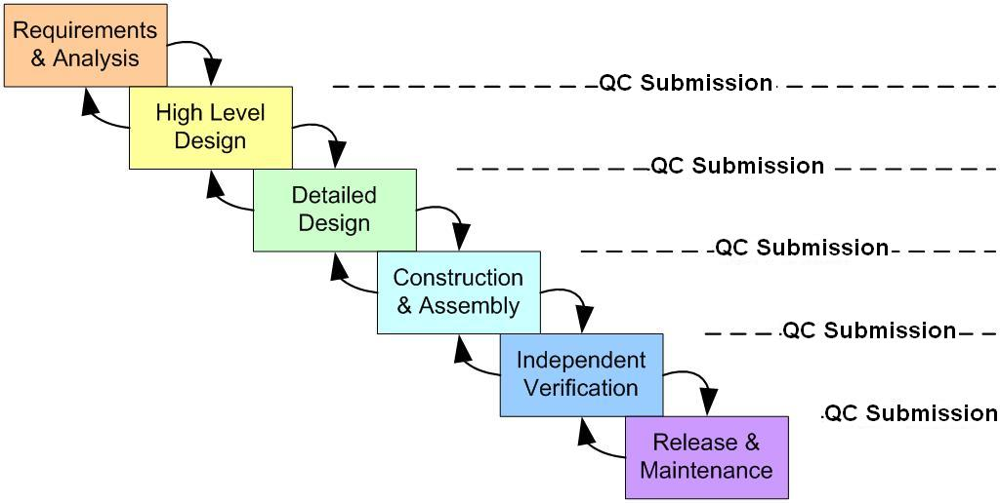 Requirements
& Analysis
QC Submission
High Level
Design
QC Submission
Detailed
Design
QC Submission
Construction
& Assembly
QC Submission
Independent
Verification
QC Submission
Release &
Maintenance